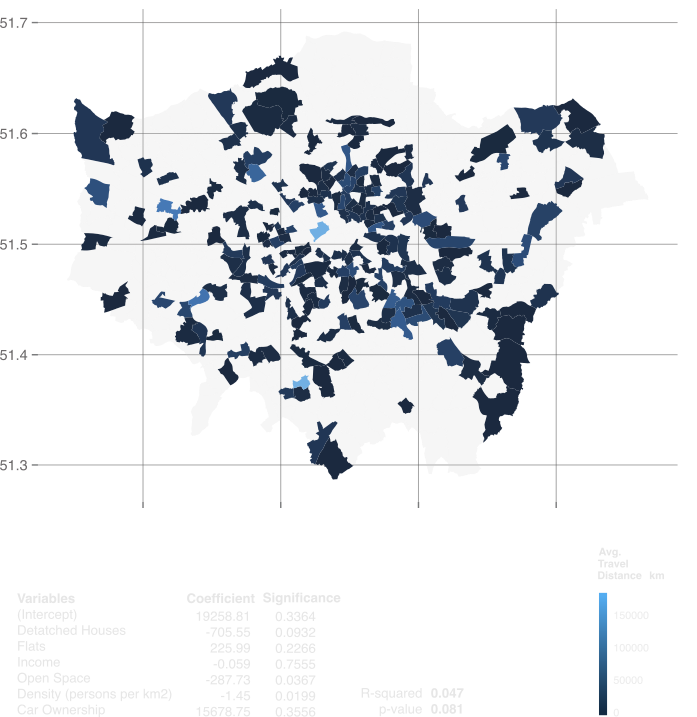 51.7
51.6
51.5
51.4
51.3
Avg.
Travel
Distance km
150000
100000
50000
0
Variables Coefficient Significance
(Intercept) 19258.81 0.3364
Detatched Houses -705.55 0.0932
Flats 225.99 0.2266
Income -0.059 0.7555
Open Space -287.73 0.0367
Density (persons per km2) -1.45 0.0199 R-squared 0.047
Car Ownership 15678.75 0.3556 p-value 0.081